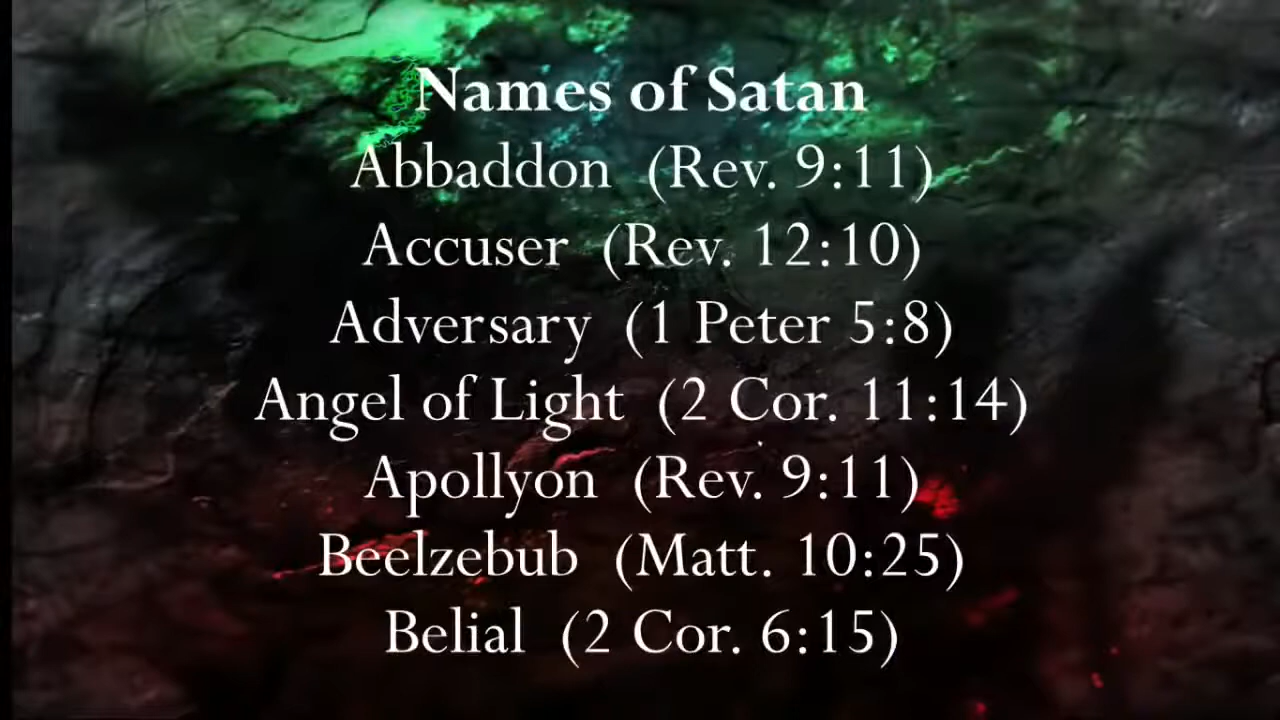 Names of Satan
Abbaddon (Rev. 9:11)
Accuser (Rev. 12:10)
Adversary (1 Peter 5:8)
Angel of Light (2 Cor. 11:14)
Apollyon (Rev. 9:11)
Beelzebub (Matt. 10:25)
Belial (2 Cor. 6:15)